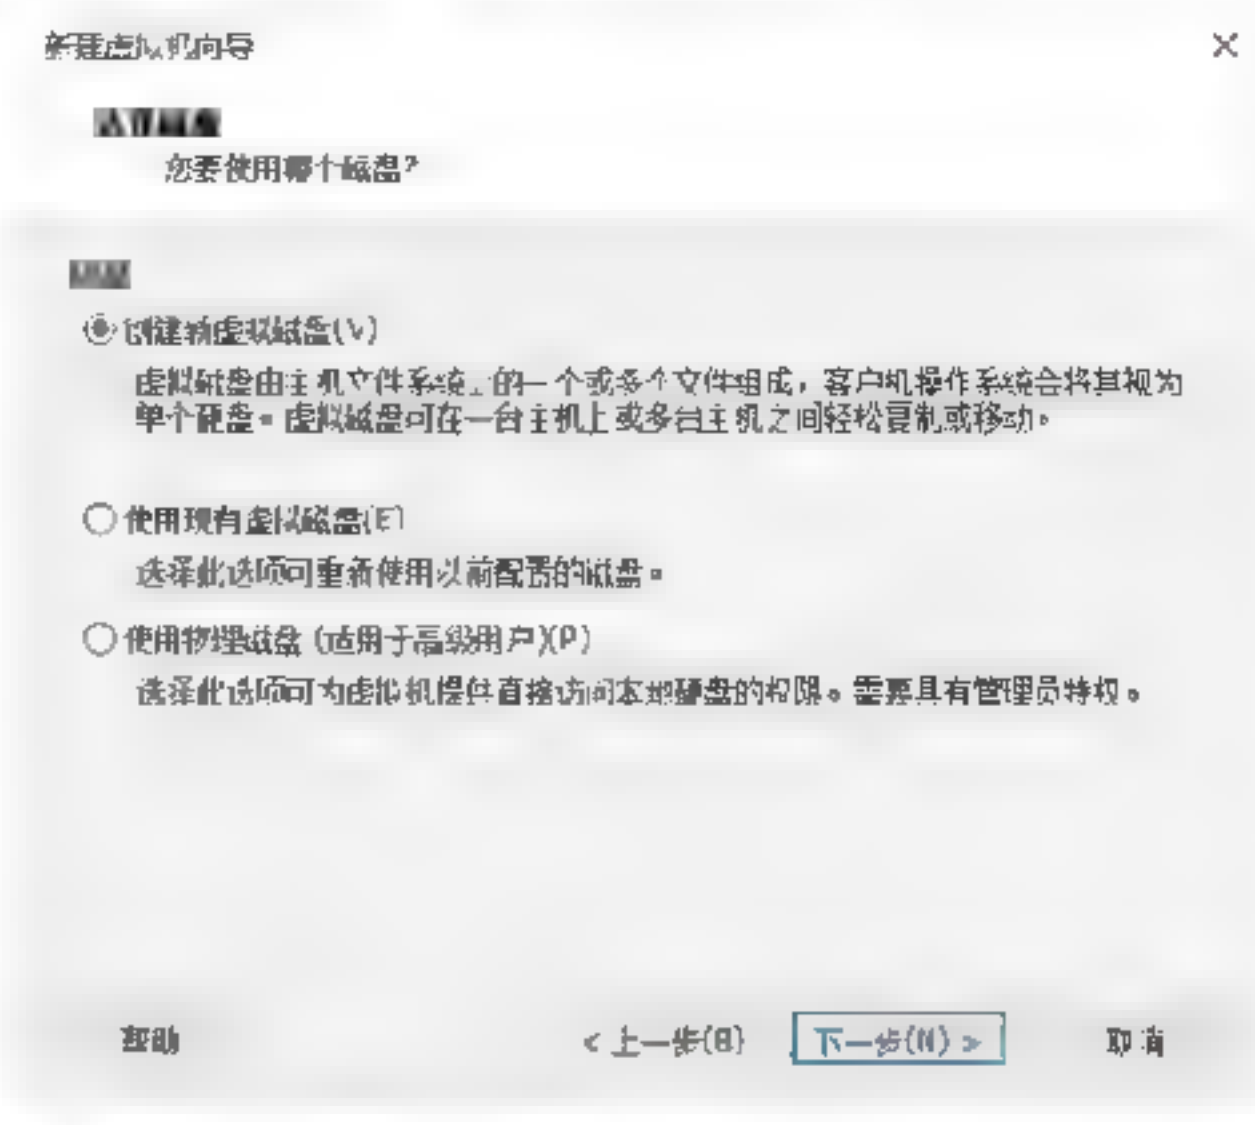 新建虚拟机向导
选择磁盘
您要使用哪个磁盘?
磁盘
创建新虚拟磁盘(V)
虚拟磁盘由主机文件系统上的一个或多个文件组成，客户机操作系统会将其视为
单个硬盘。虚拟磁盘可在一台主机上或多台主机之间轻松复制或移动。
使用现有虚拟磁盘(E)
选择此选项可重新使用以前配置的磁盘。
使用物理磁盘 (适用于高级用户)(P)
选择此选项可为虚拟机提供直接访问本地硬盘的权限。需要具有管理员特权。
帮助
< 上一步(B)
下一步(N) >
取消